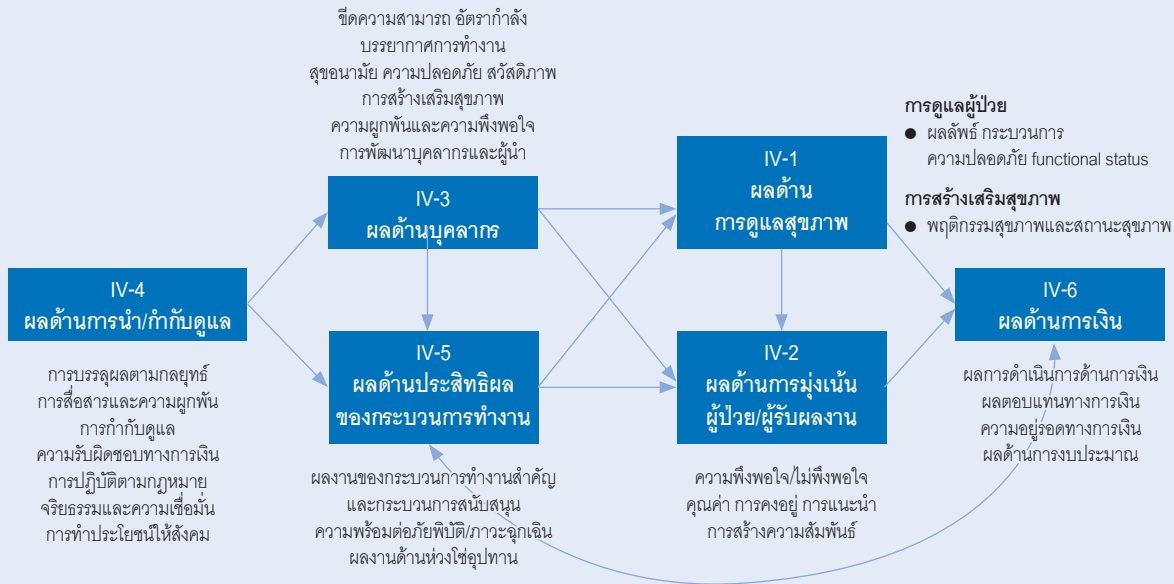 ขีดความสามารถ อัตรากำลัง
บรรยากาศการทำงาน
สุขอนามัย ความปลอดภัย สวัสดิภาพ
การสร้างเสริมสุขภาพ
ความผูกพันและความพึงพอใจ
การพัฒนาบุคลากรและผู้นำ
IV-3
ผลด้านบุคลากร
IV-1
ผลด้าน
การดูแลสุขภาพ
การดูแลผู้ป่วย
● ผลลัพธ์ กระบวนการ
ความปลอดภัย functional status
การสร้างเสริมสุขภาพ
● พฤติกรรมสุขภาพและสถานะสุขภาพ
IV-4
ผลด้านการนำ/กำกับดูแล
การบรรลุผลตามกลยุทธ์
การสื่อสารและความผูกพัน
การกำกับดูแล
ความรับผิดชอบทางการเงิน
การปฏิบัติตามกฎหมาย
จริยธรรมและความเชื่อมั่น
การทำประโยชน์ให้สังคม
IV-5
ผลด้านประสิทธิผล
ของกระบวนการทำงาน
ผลงานของกระบวนการทำงานสำคัญ
และกระบวนการสนับสนุน
ความพร้อมต่อภัยพิบัติ/ภาวะฉุกเฉิน
ผลงานด้านห่วงโซ่อุปทาน
IV-2
ผลด้านการมุ่งเน้น
ผู้ป่วย/ผู้รับผลงาน
ความพึงพอใจ/ไม่พึงพอใจ
คุณค่า การคงอยู่ การแนะนำ
การสร้างความสัมพันธ์
IV-6
ผลด้านการเงิน
ผลการดำเนินการด้านการเงิน
ผลตอบแทนทางการเงิน
ความอยู่รอดทางการเงิน
ผลด้านการงบประมาณ